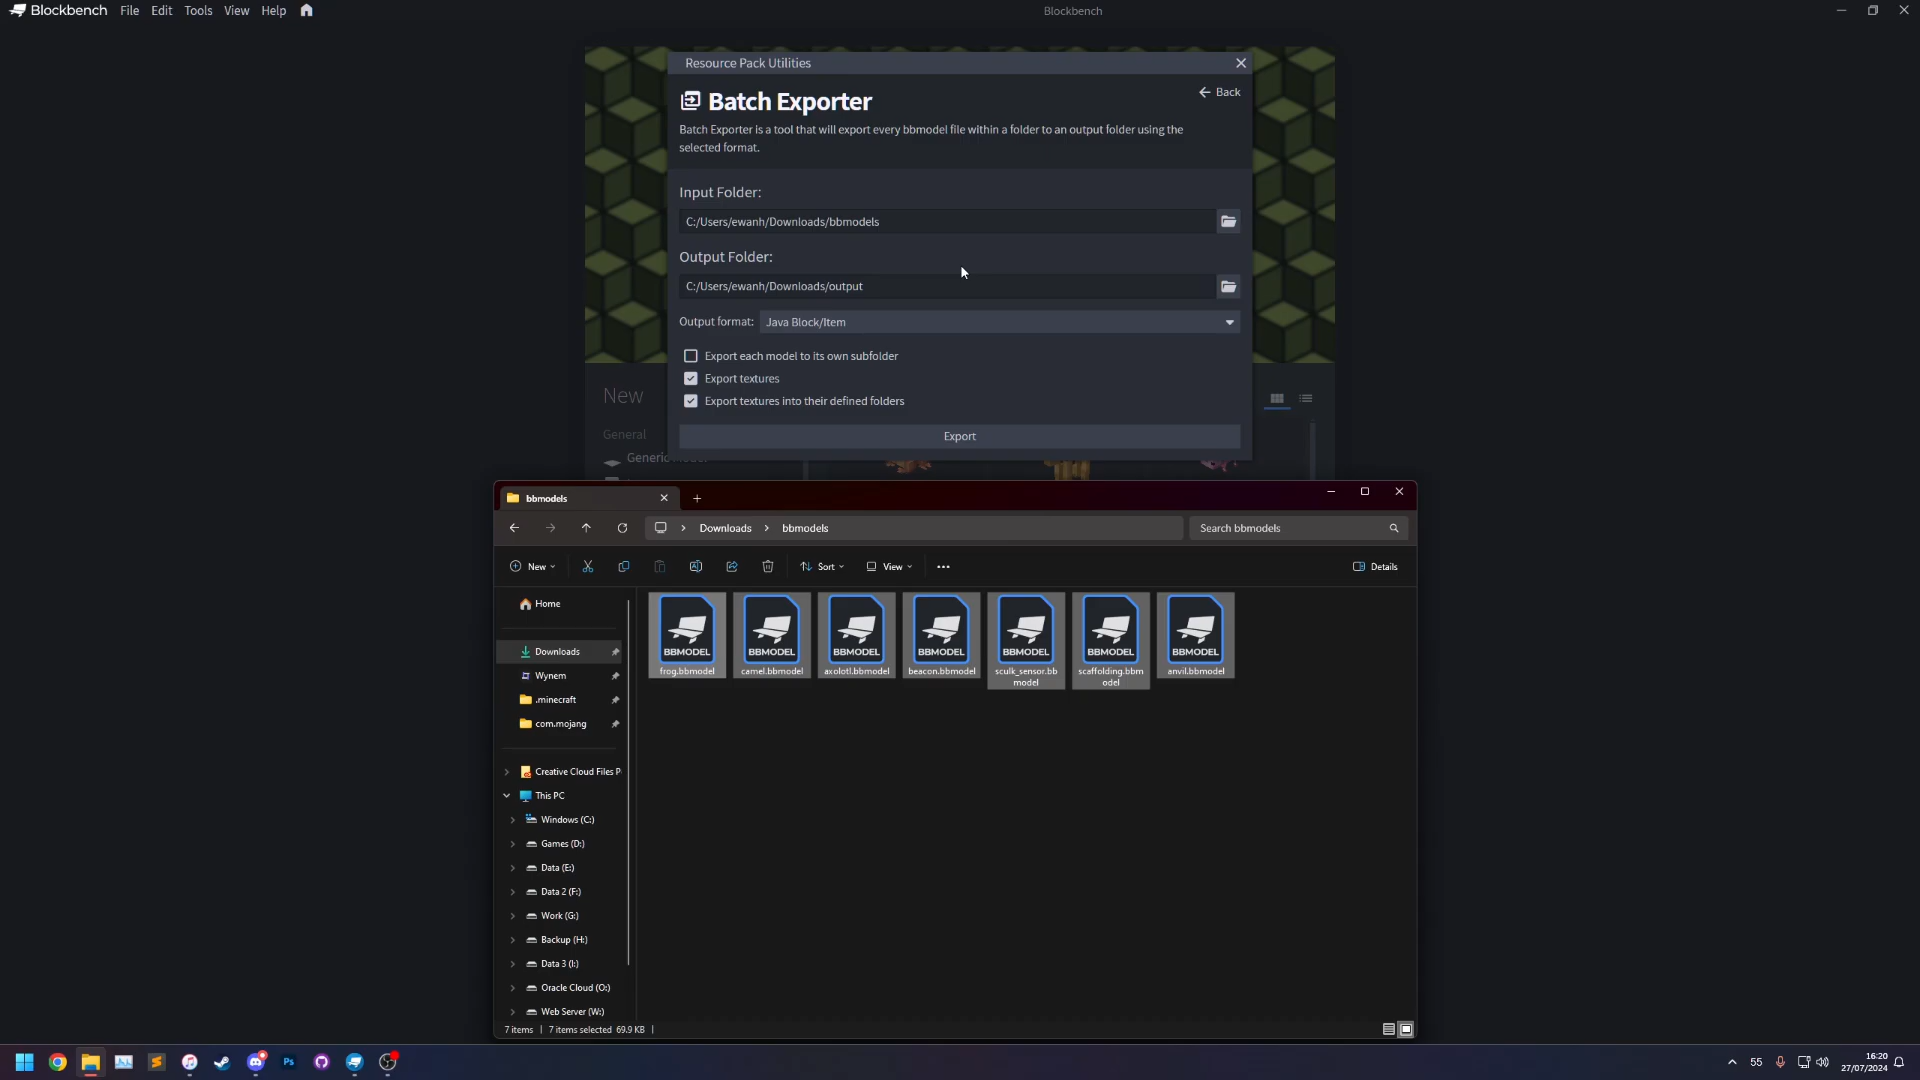 Blockbench File Edit Tools View Help
Blockbench
Resource Pack Utilities
Batch Exporter
Back
Batch Exporter is a tool that will export every bbmodel file within a folder to an output folder using the
selected format.
Input Folder:
C:/Users/ewanh/Downloads/bbmodels
Output Folder:
C:/Users/ewanh/Downloads/output
Output format: Java Block/Item
Export each model to its own subfolder
Export textures
Export textures into their defined folders
Export
New
General
bbmodels
Downloads > bbmodels
Search bbmodels
New
Sort
View
Details
BBMODEL
BBMODEL
BBMODEL
BBMODEL
BBMODEL
BBMODEL
BBMODEL
frog.bbmodel
camel.bbmodel
axolotl.bbmodel
beacon.bbmodel
sculk_sensor.bb
model
scaffolding.bbm
odel
anvil.bbmodel
Home
Downloads
Wynem
.minecraft
com.mojang
Creative Cloud Files P
This PC
Windows (C:)
Games (D:)
Data (E:)
Data 2 (F:)
Work (G:)
Backup (H:)
Data 3 (I:)
Oracle Cloud (O:)
Web Server (W:)
7 items | 7 items selected 69.9 KB |
Ps
55
16:20
27/07/2024